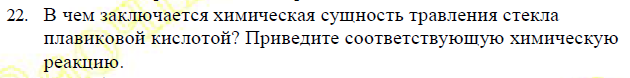 22. В чем заключается химическая сущность травления стекла
плавиковой кислотой? Приведите соответствующую химическую
реакцию.